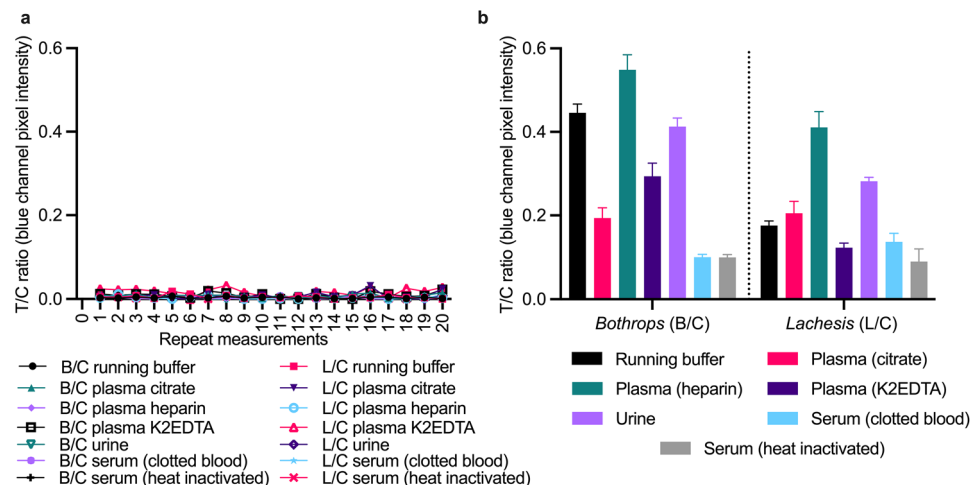 a
T/C ratio (blue channel pixel intensity)
0.6
0.4
0.2
0.0
0 1 2 3 4 5 6 7 8 9 10 11 12 13 14 15 16 17 18 19 20
Repeat measurements
B/C running buffer
B/C plasma citrate
B/C plasma heparin
B/C plasma K2EDTA
B/C urine
B/C serum (clotted blood)
B/C serum (heat inactivated)
L/C running buffer
L/C plasma citrate
L/C plasma heparin
L/C plasma K2EDTA
L/C urine
L/C serum (clotted blood)
L/C serum (heat inactivated)
b
T/C ratio (blue channel pixel intensity)
0.6
0.4
0.2
0.0
Bothrops (B/C) Lachesis (L/C)
Running buffer
Plasma (citrate)
Plasma (heparin)
Plasma (K2EDTA)
Urine
Serum (clotted blood)
Serum (heat inactivated)